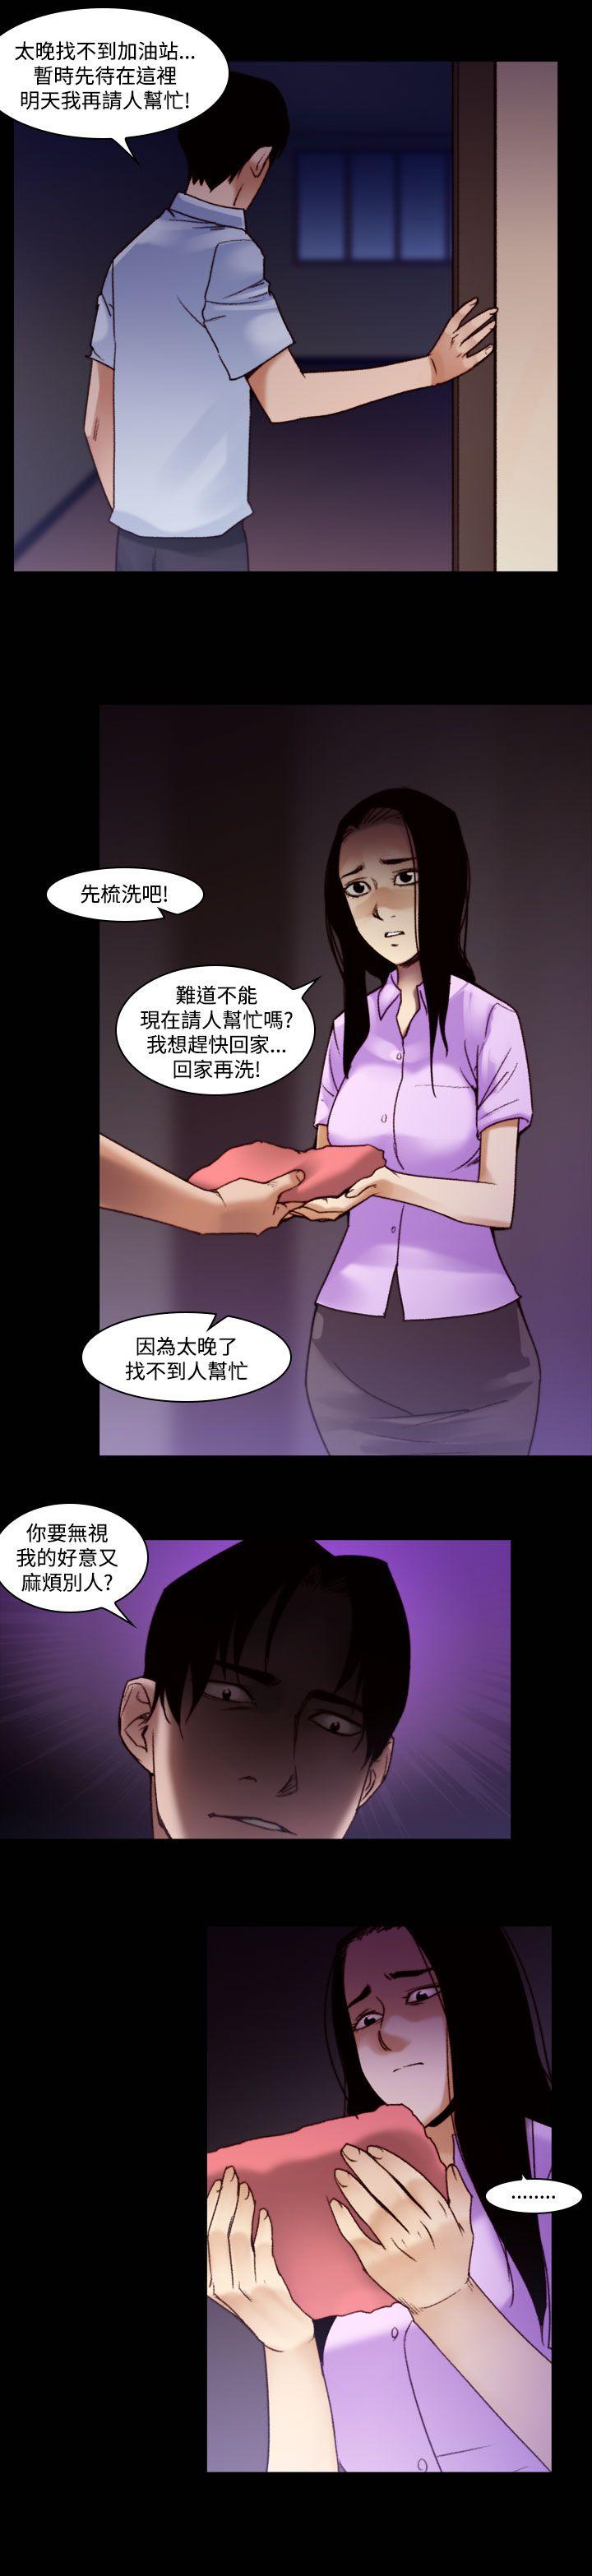 太晚找不到加油站...
暫時先待在這裡
明天我再請人幫忙!
先梳洗吧!
難道不能
現在請人幫忙嗎?
我想趕快回家...
回家再洗!
因為太晚了
找不到人幫忙
你要無視
我的好意又
麻煩別人?
........